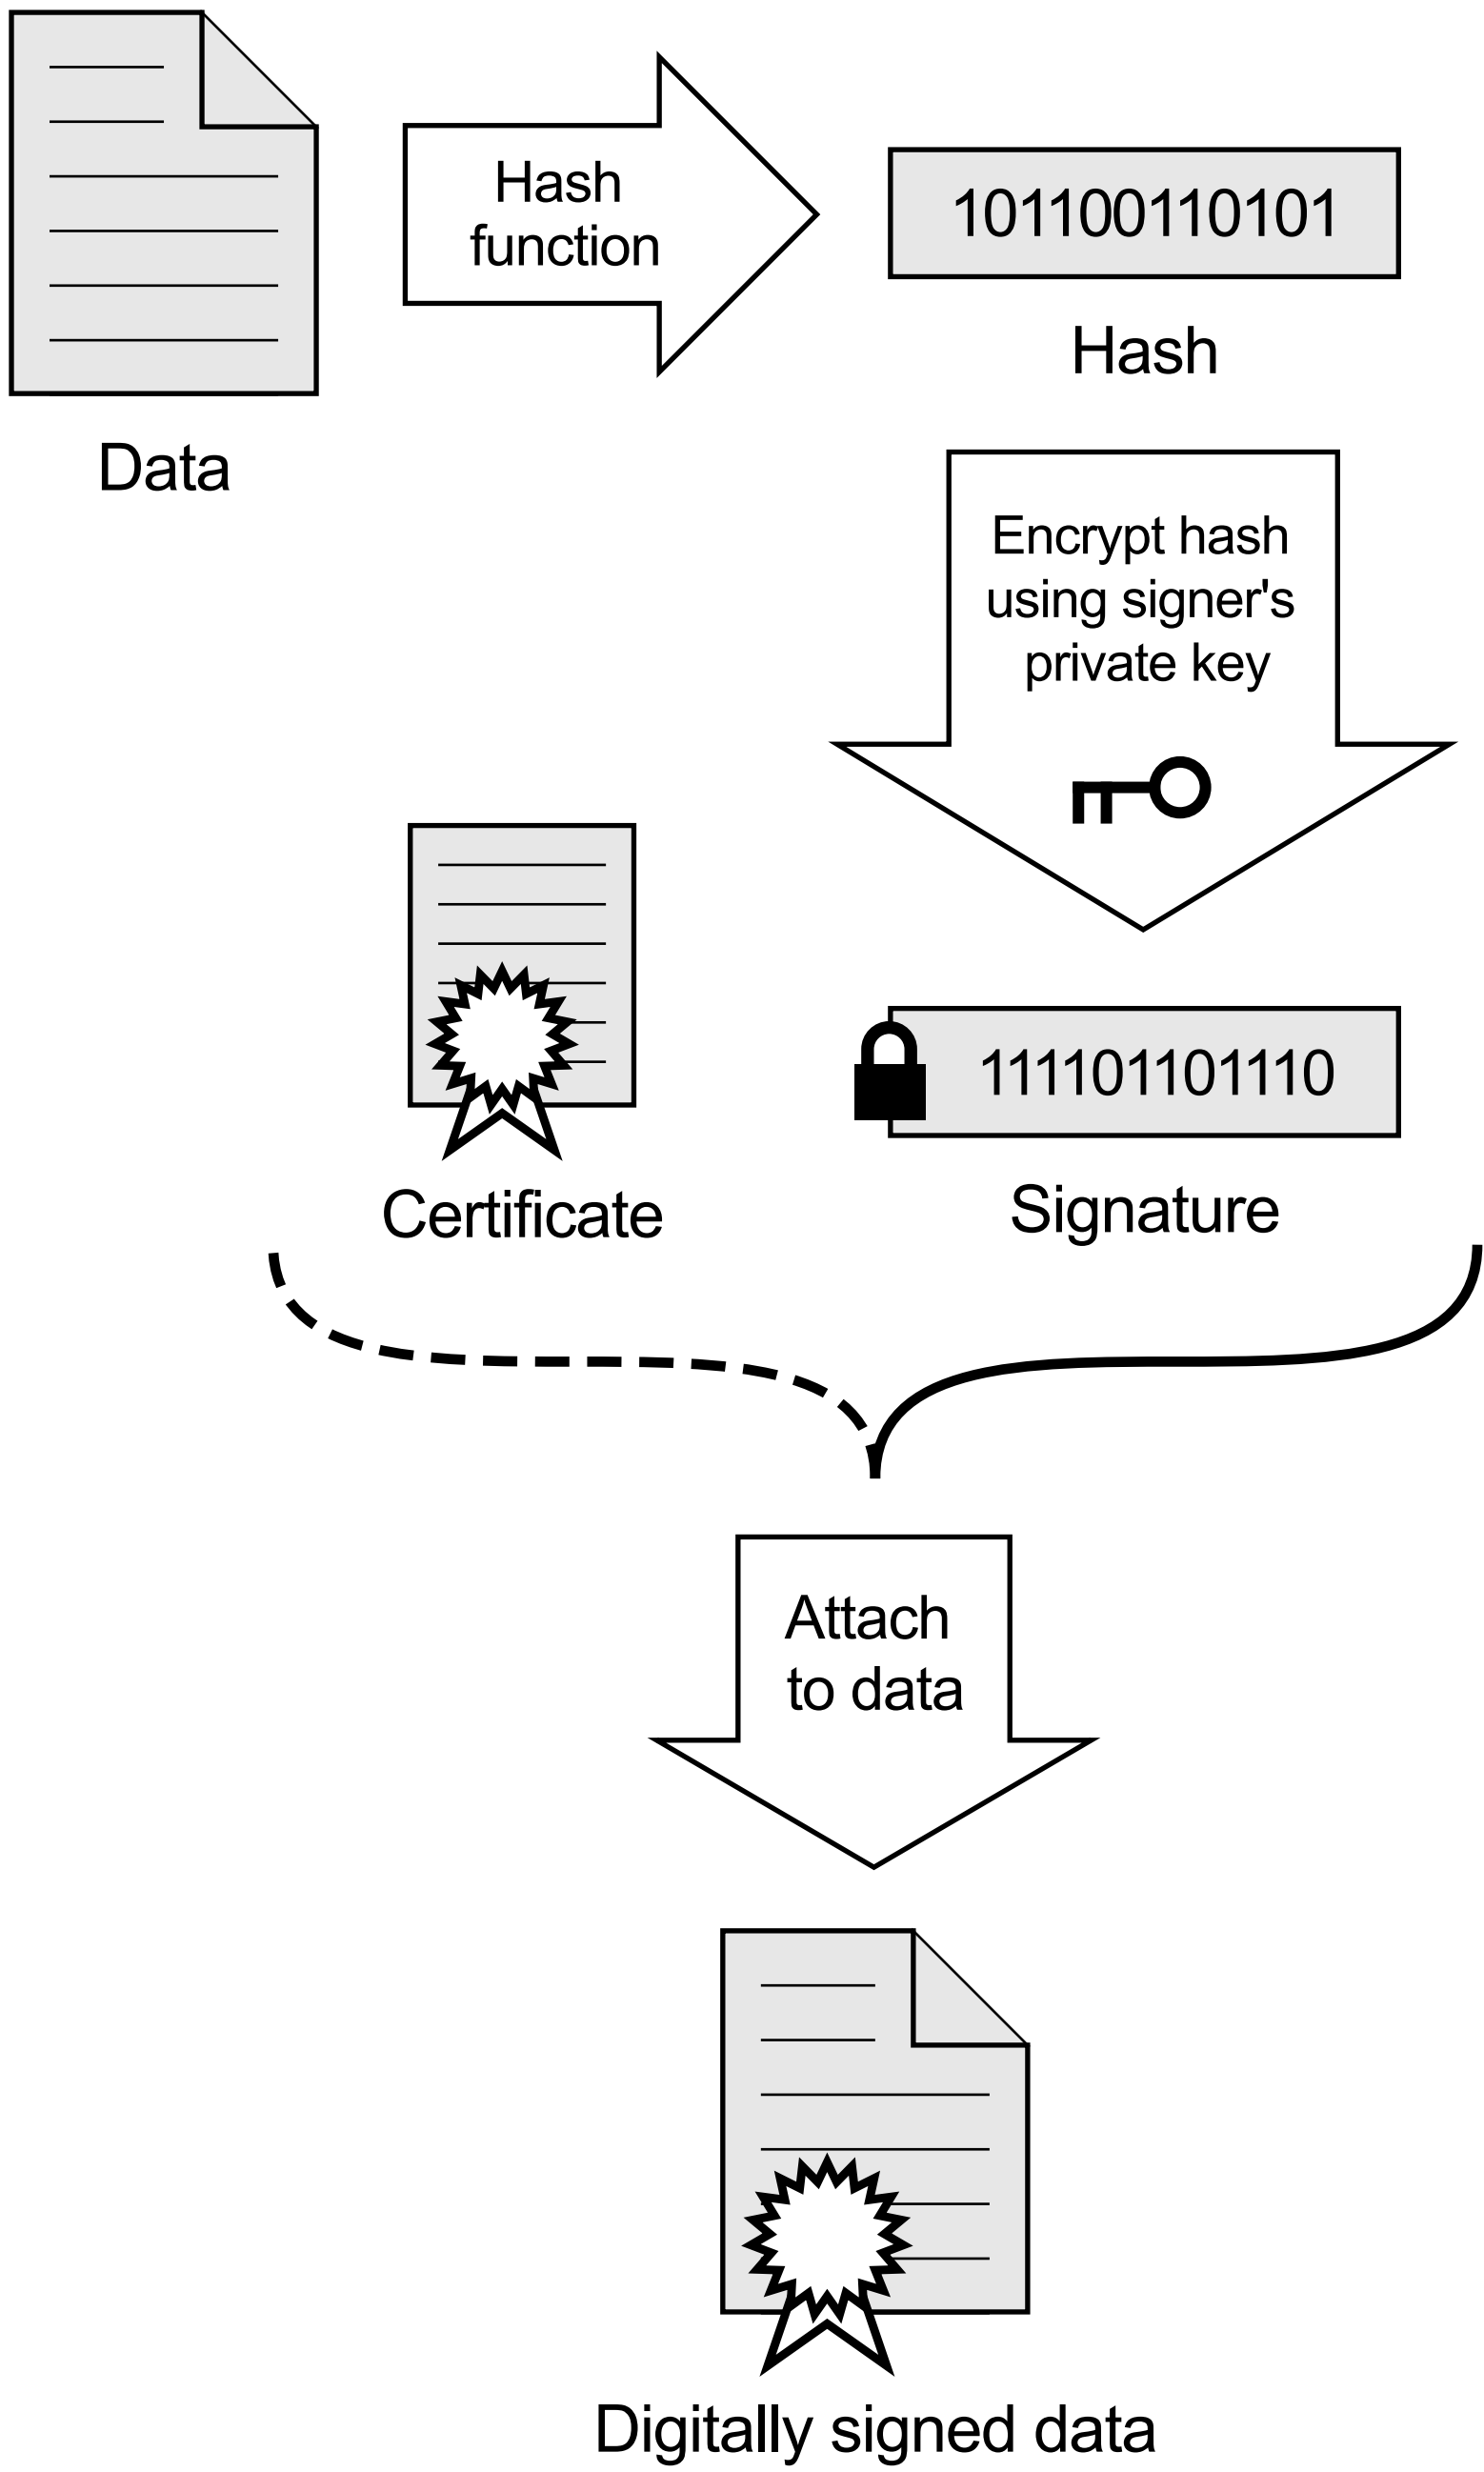 Hash
function
101100110101
Hash
Data
Encrypt hash
using signer's
private key
111101101110
Certificate
Signature
Attach
to data
Digitally signed data